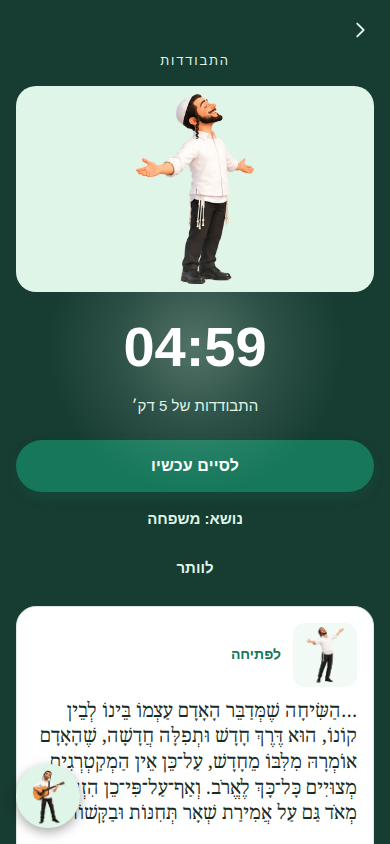 התבודדות
04:59
התבודדות של 5 דק׳
לסיים עכשיו
נושא: משפחה
לוותר
לפתיחה
...הַשִּׂיחָה שֶׁמְּדַבֵּר הָאָדָם עַצְמוֹ בֵּינוֹ לְבֵין
קוֹנוֹ, הוּא דֶּרֶךְ חָדָשׁ וּתְפִלָּה חֲדָשָׁה, שֶׁהָאָדָם
אוֹמְרָהּ מִלִּבּוֹ מֵחָדָשׁ, עַל־כֵּן אֵין הַמְקַטְרְגִים
מְצוּיִים כָּל־כָּךְ לֶאֱרֹב. וְאַף־עַל־פִּי־כֵן
מְאֹד גַּם עַל אֲמִירַת שְׁאָר תְּחִנּוֹת